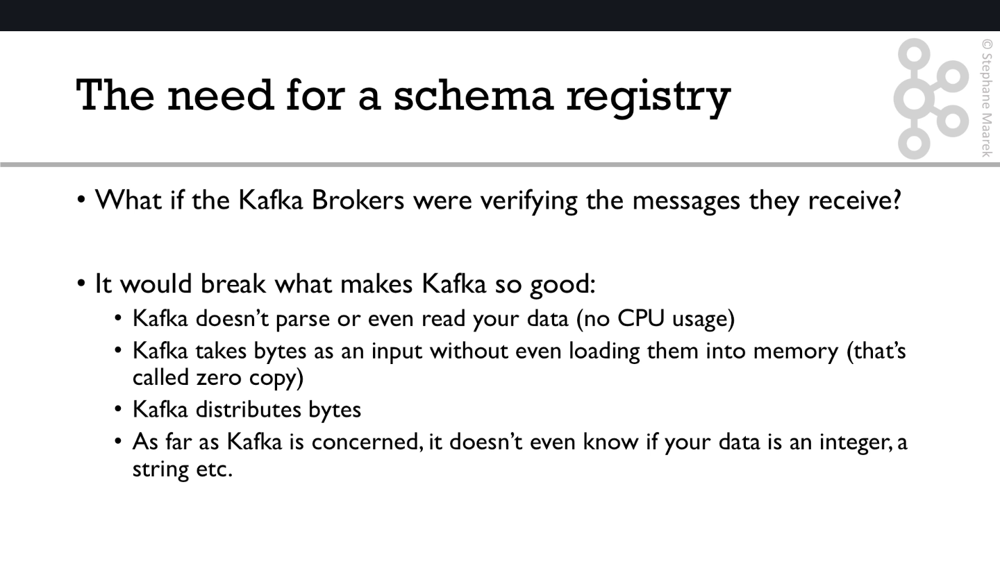 The need for a schema registry
© Stephane Maarek
• What if the Kafka Brokers were verifying the messages they receive?
• It would break what makes Kafka so good:
• Kafka doesn’t parse or even read your data (no CPU usage)
• Kafka takes bytes as an input without even loading them into memory (that’s
called zero copy)
• Kafka distributes bytes
• As far as Kafka is concerned, it doesn’t even know if your data is an integer, a
string etc.